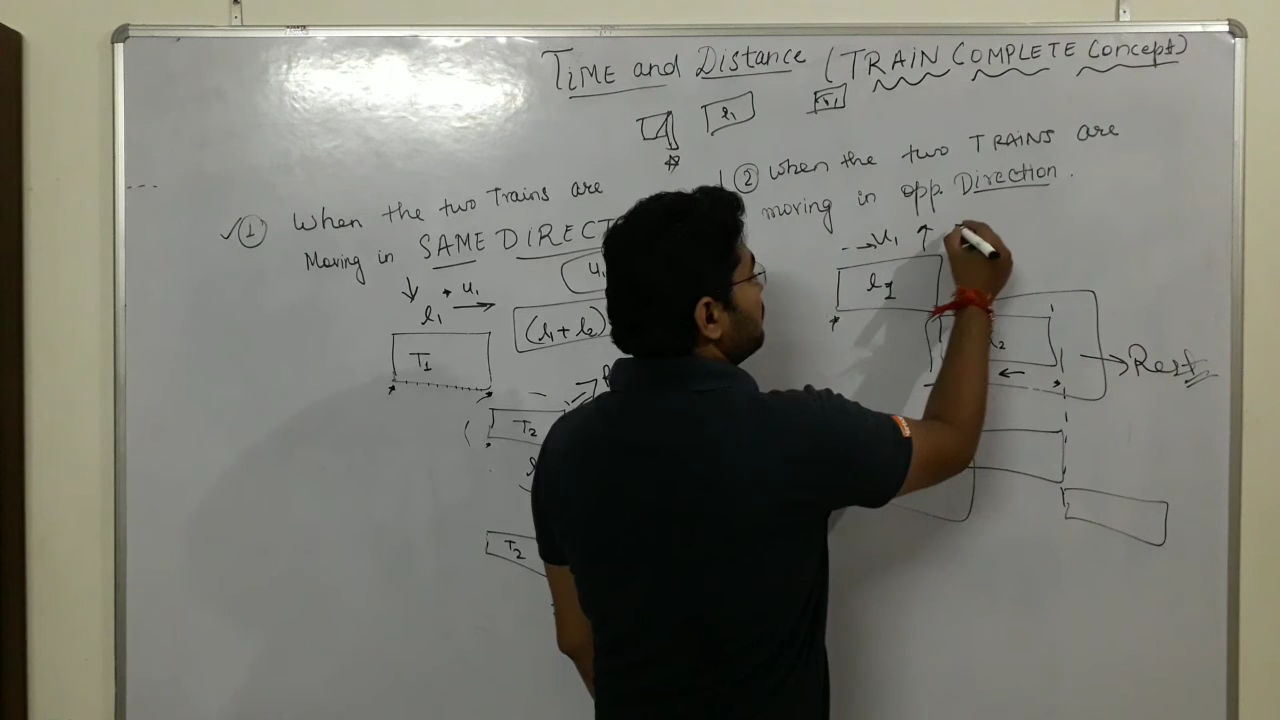 TiME and Distance (TRAiN COMPLETE Concept)
l1
T1
① When the two Trains are
Moving in SAME DIRECT
u1
l1
u1
(l1 + l2)
T1
T2
T2
② When the two TRAINS are
moving in opp. Direction.
u1
l1
2
Rest